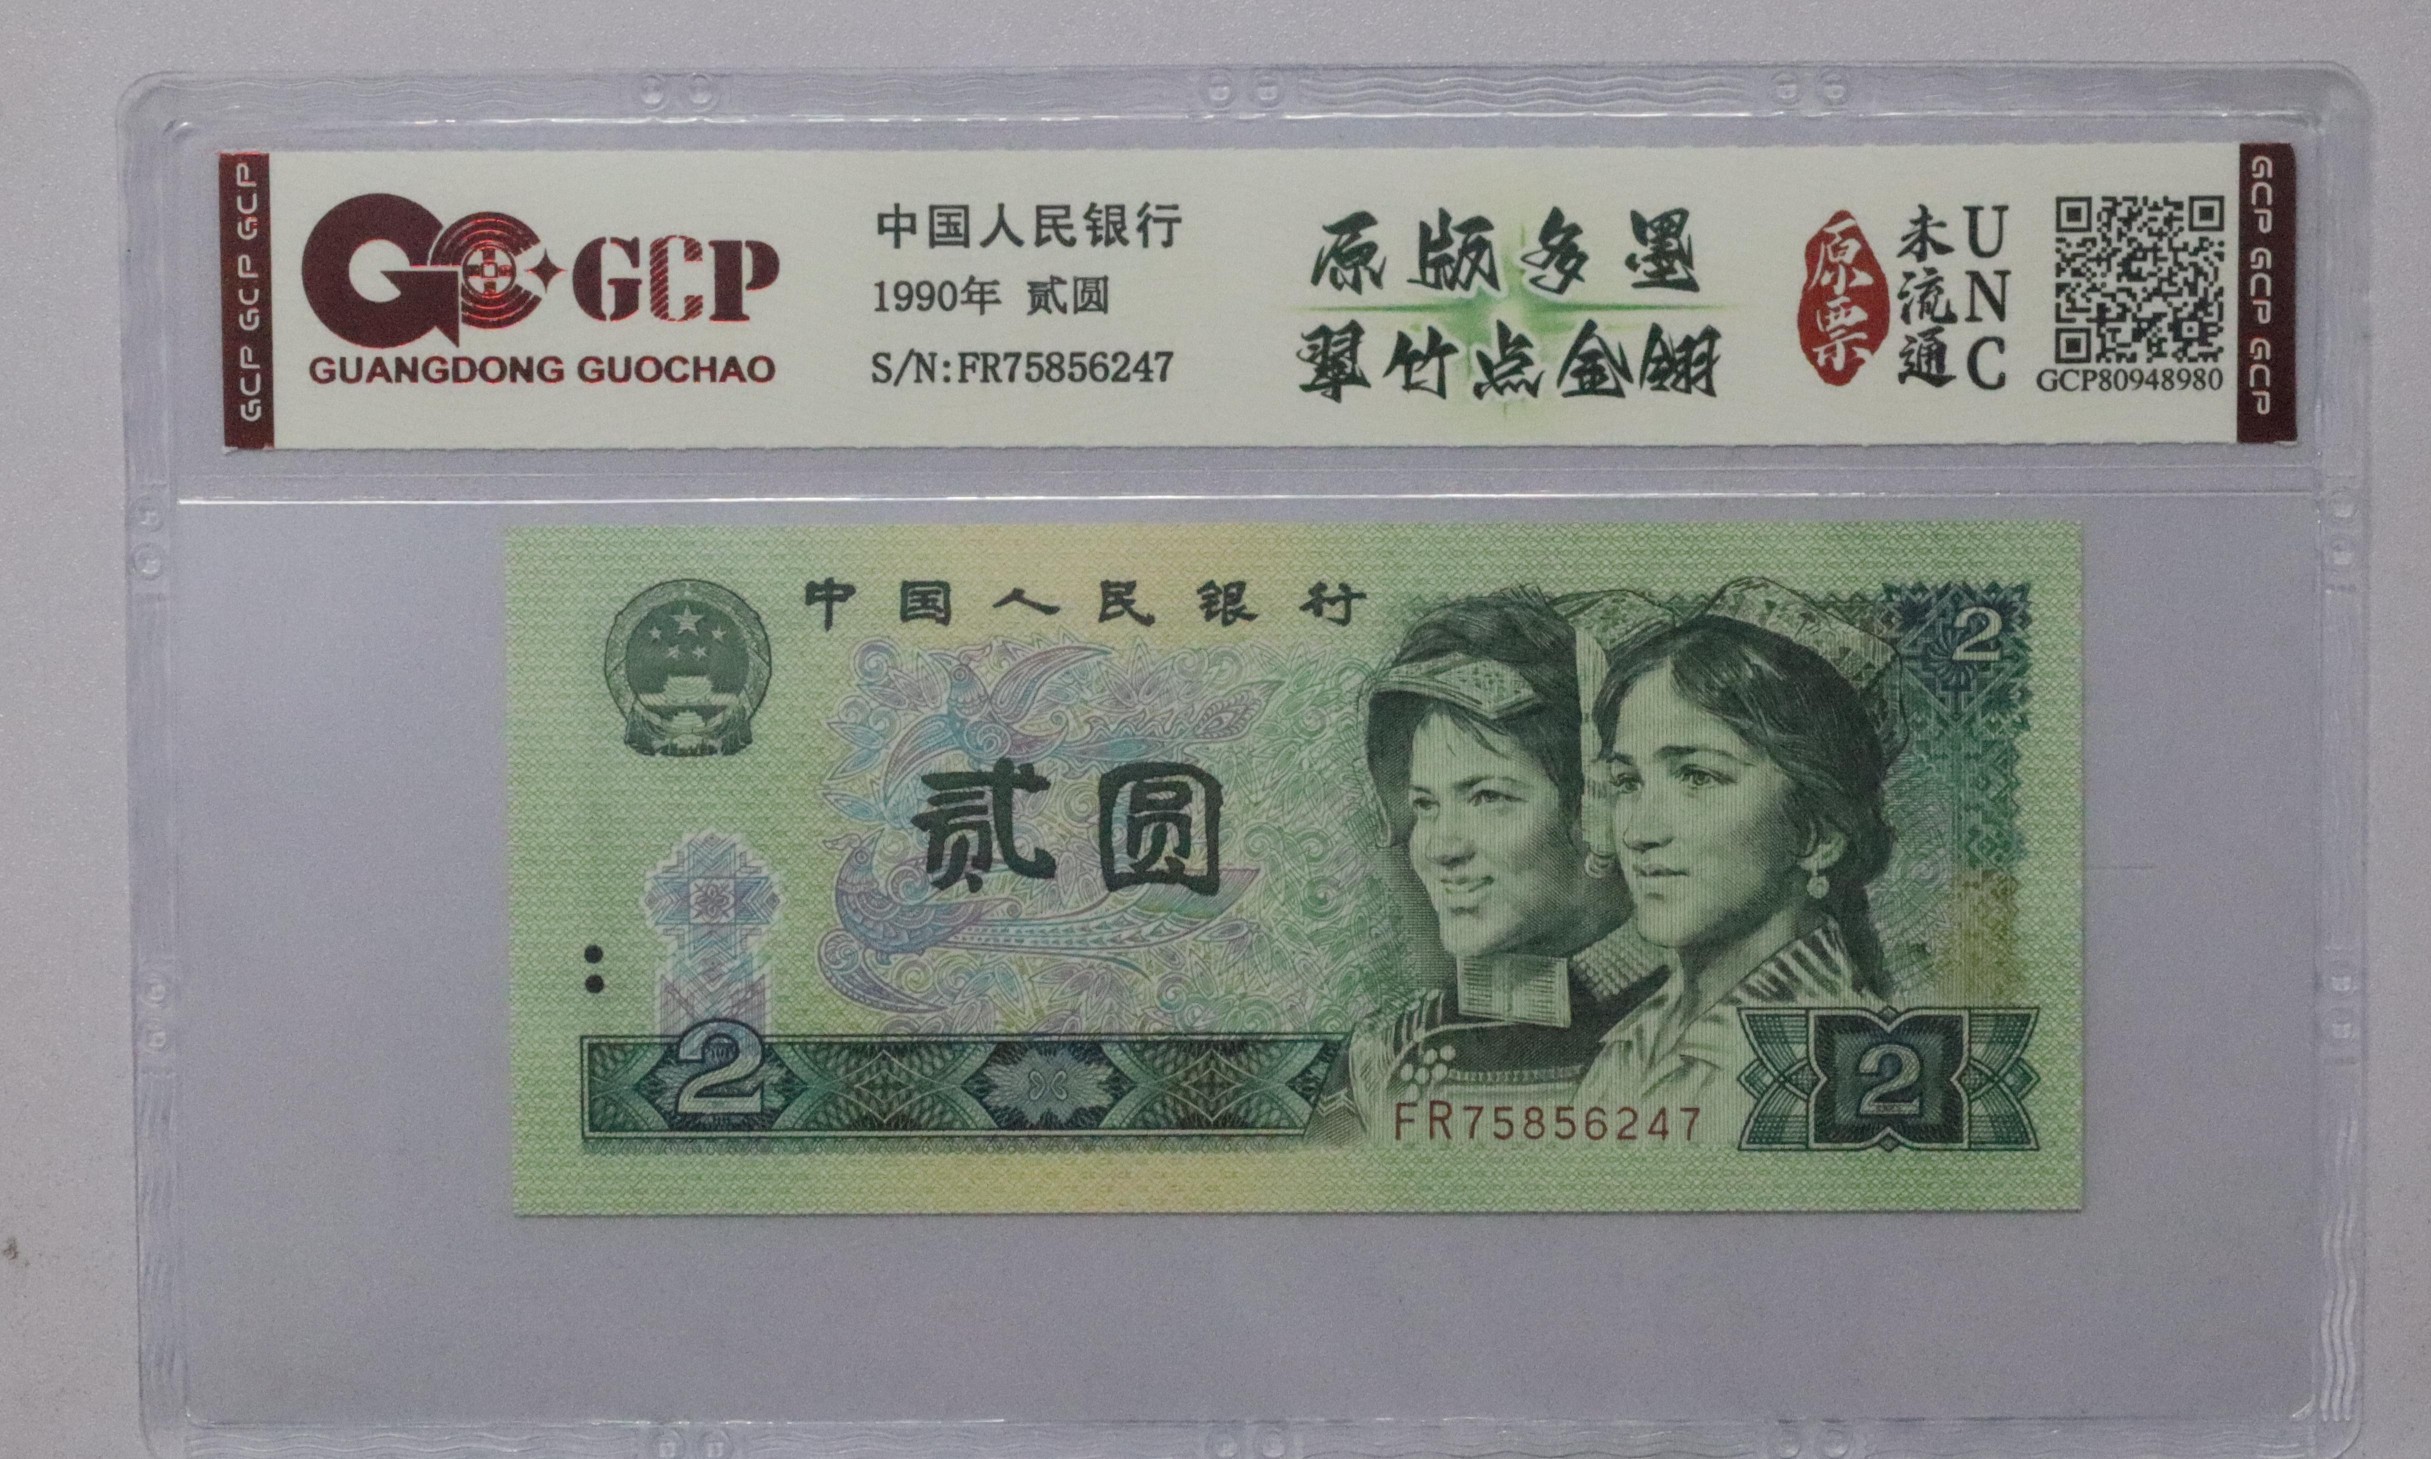 GCP GCP GCP
GCP
GUANGDONG GUOCHAO
中国人民银行
1990年 贰圆
S/N:FR75856247
原版多墨
翠竹点金翎
原票
未流通
UNC
GCP80948980
GCP GCP GCP
中国人民银行
2
贰圆
2
FR75856247
2